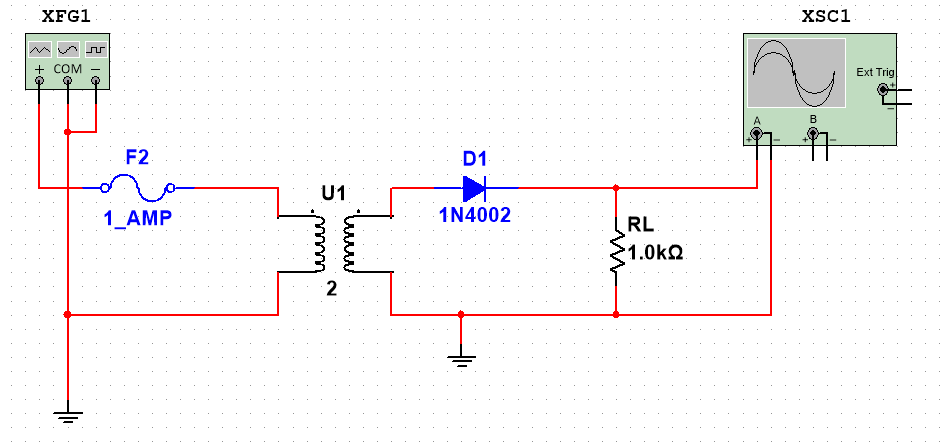 XFG1
+ COM −
F2
1_AMP
U1
2
D1
1N4002
RL
1.0kΩ
XSC1
Ext Trig
+
−
A B
+ − + −